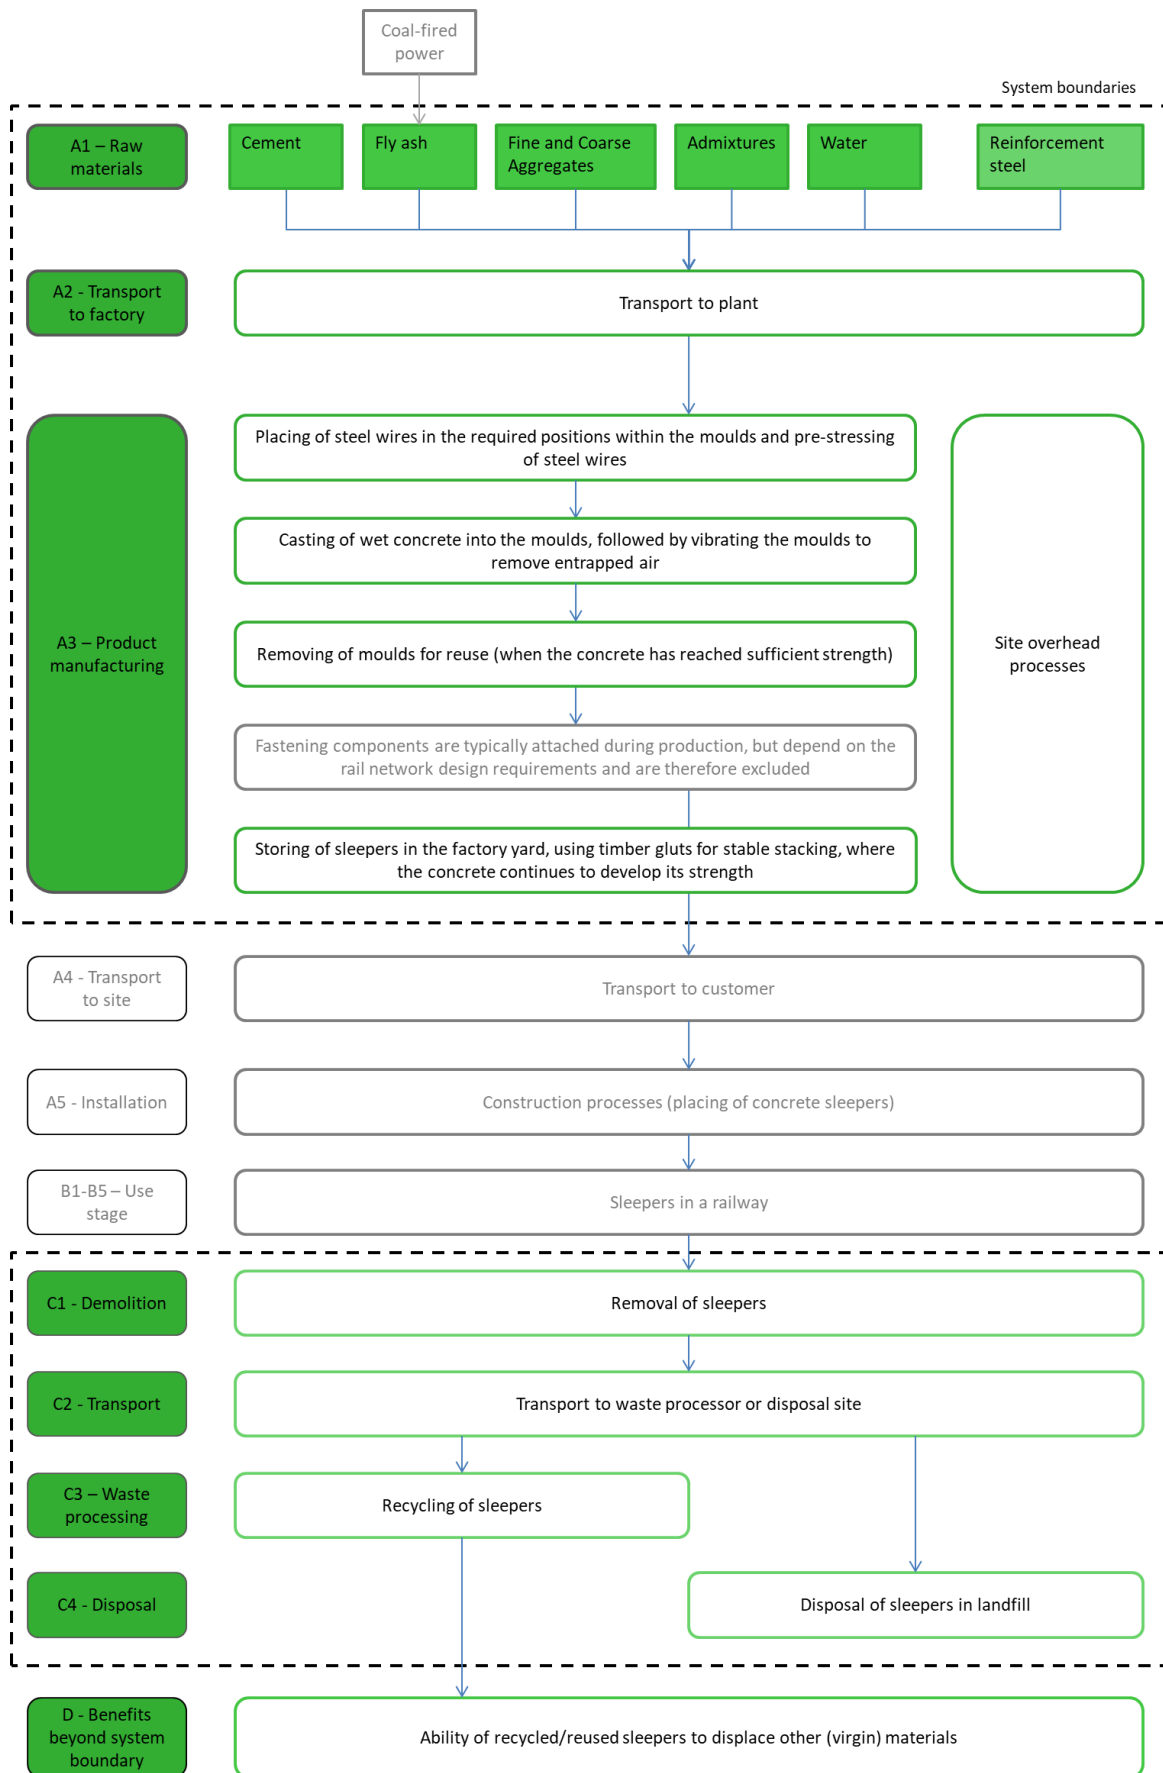 Coal-fired
power
System boundaries
A1 – Raw
materials
Cement
Fly ash
Fine and Coarse
Aggregates
Admixtures
Water
Reinforcement
steel
A2 - Transport
to factory
Transport to plant
A3 – Product
manufacturing
Placing of steel wires in the required positions within the moulds and pre-stressing
of steel wires
Casting of wet concrete into the moulds, followed by vibrating the moulds to
remove entrapped air
Removing of moulds for reuse (when the concrete has reached sufficient strength)
Fastening components are typically attached during production, but depend on the
rail network design requirements and are therefore excluded
Storing of sleepers in the factory yard, using timber gluts for stable stacking, where
the concrete continues to develop its strength
Site overhead
processes
A4 - Transport
to site
Transport to customer
A5 - Installation
Construction processes (placing of concrete sleepers)
B1-B5 – Use
stage
Sleepers in a railway
C1 - Demolition
Removal of sleepers
C2 - Transport
Transport to waste processor or disposal site
C3 – Waste
processing
Recycling of sleepers
C4 - Disposal
Disposal of sleepers in landfill
D - Benefits
beyond system
boundary
Ability of recycled/reused sleepers to displace other (virgin) materials